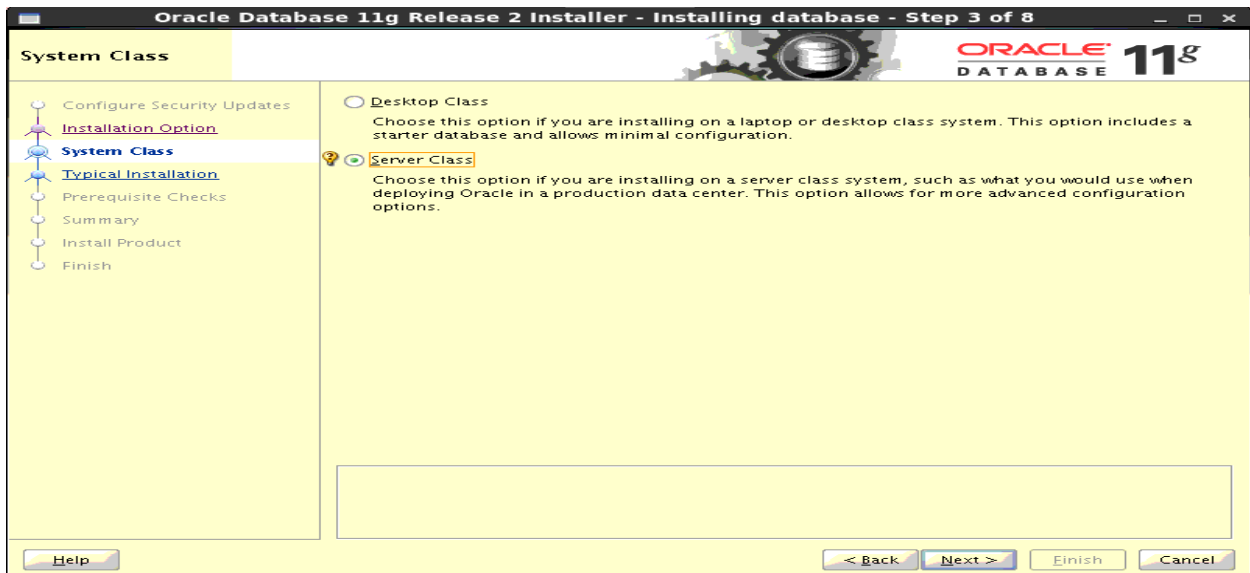 Oracle Database 11g Release 2 Installer - Installing database - Step 3 of 8
System Class
ORACLE
DATABASE
11g
Configure Security Updates
Installation Option
System Class
Typical Installation
Prerequisite Checks
Summary
Install Product
Finish
Desktop Class
Choose this option if you are installing on a laptop or desktop class system. This option includes a
starter database and allows minimal configuration.
Server Class
Choose this option if you are installing on a server class system, such as what you would use when
deploying Oracle in a production data center. This option allows for more advanced configuration
options.
Help
< Back
Next >
Finish
Cancel